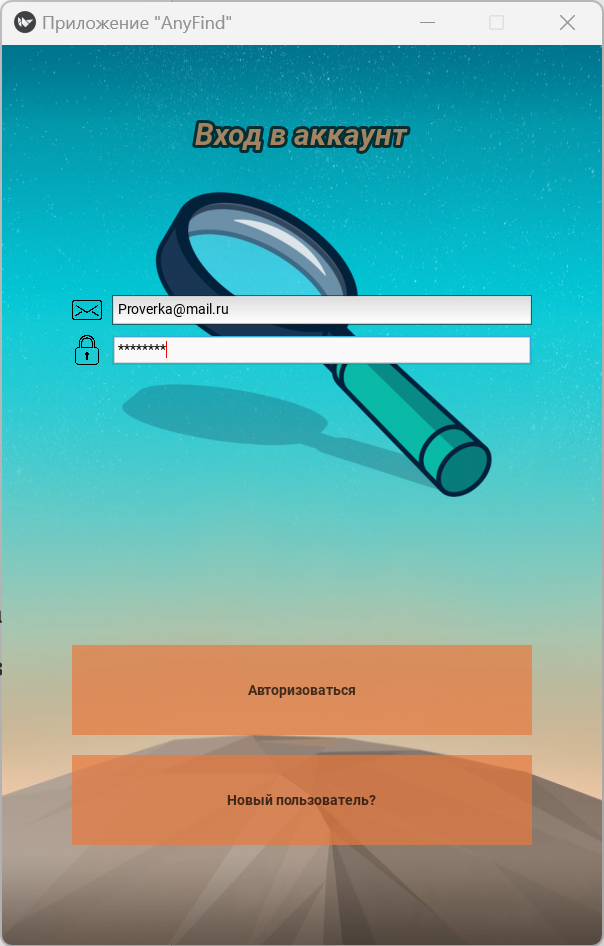 Приложение "AnyFind"
Вход в аккаунт
Proverka@mail.ru
********
Авторизоваться
Новый пользователь?